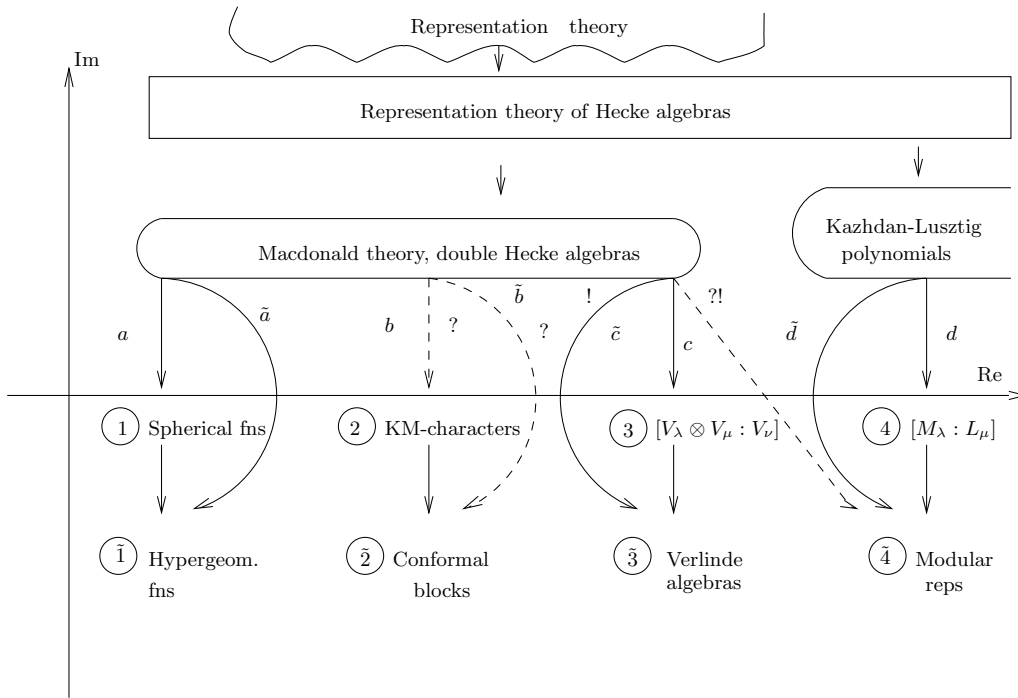 Representation theory
Im
Representation theory of Hecke algebras
Kazhdan-Lusztig
polynomials
Macdonald theory, double Hecke algebras
a
ã
b
?
b̃
?
!
c̃
c
?!
d̃
d
Re
1 Spherical fns
2 KM-characters
3 [V_λ ⊗ V_μ : V_ν]
4 [M_λ : L_μ]
1̃ Hypergeom.
fns
2̃ Conformal
blocks
3̃ Verlinde
algebras
4̃ Modular
reps